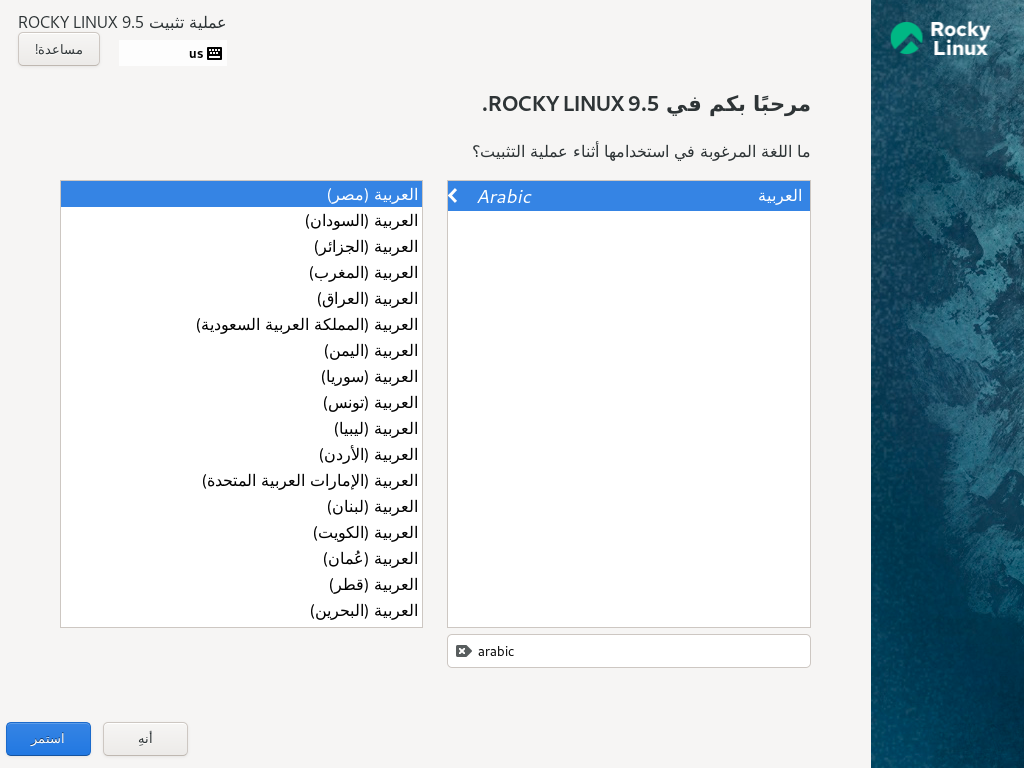 Rocky
Linux
عملية تثبيت ROCKY LINUX 9.5
us
مساعدة!
مرحبًا بكم في ROCKY LINUX 9.5.
ما اللغة المرغوبة في استخدامها أثناء عملية التثبيت؟
العربية Arabic
arabic
العربية (مصر)
العربية (السودان)
العربية (الجزائر)
العربية (المغرب)
العربية (العراق)
العربية (المملكة العربية السعودية)
العربية (اليمن)
العربية (سوريا)
العربية (تونس)
العربية (ليبيا)
العربية (الأردن)
العربية (الإمارات العربية المتحدة)
العربية (لبنان)
العربية (الكويت)
العربية (عُمان)
العربية (قطر)
العربية (البحرين)
أنهِ
استمر